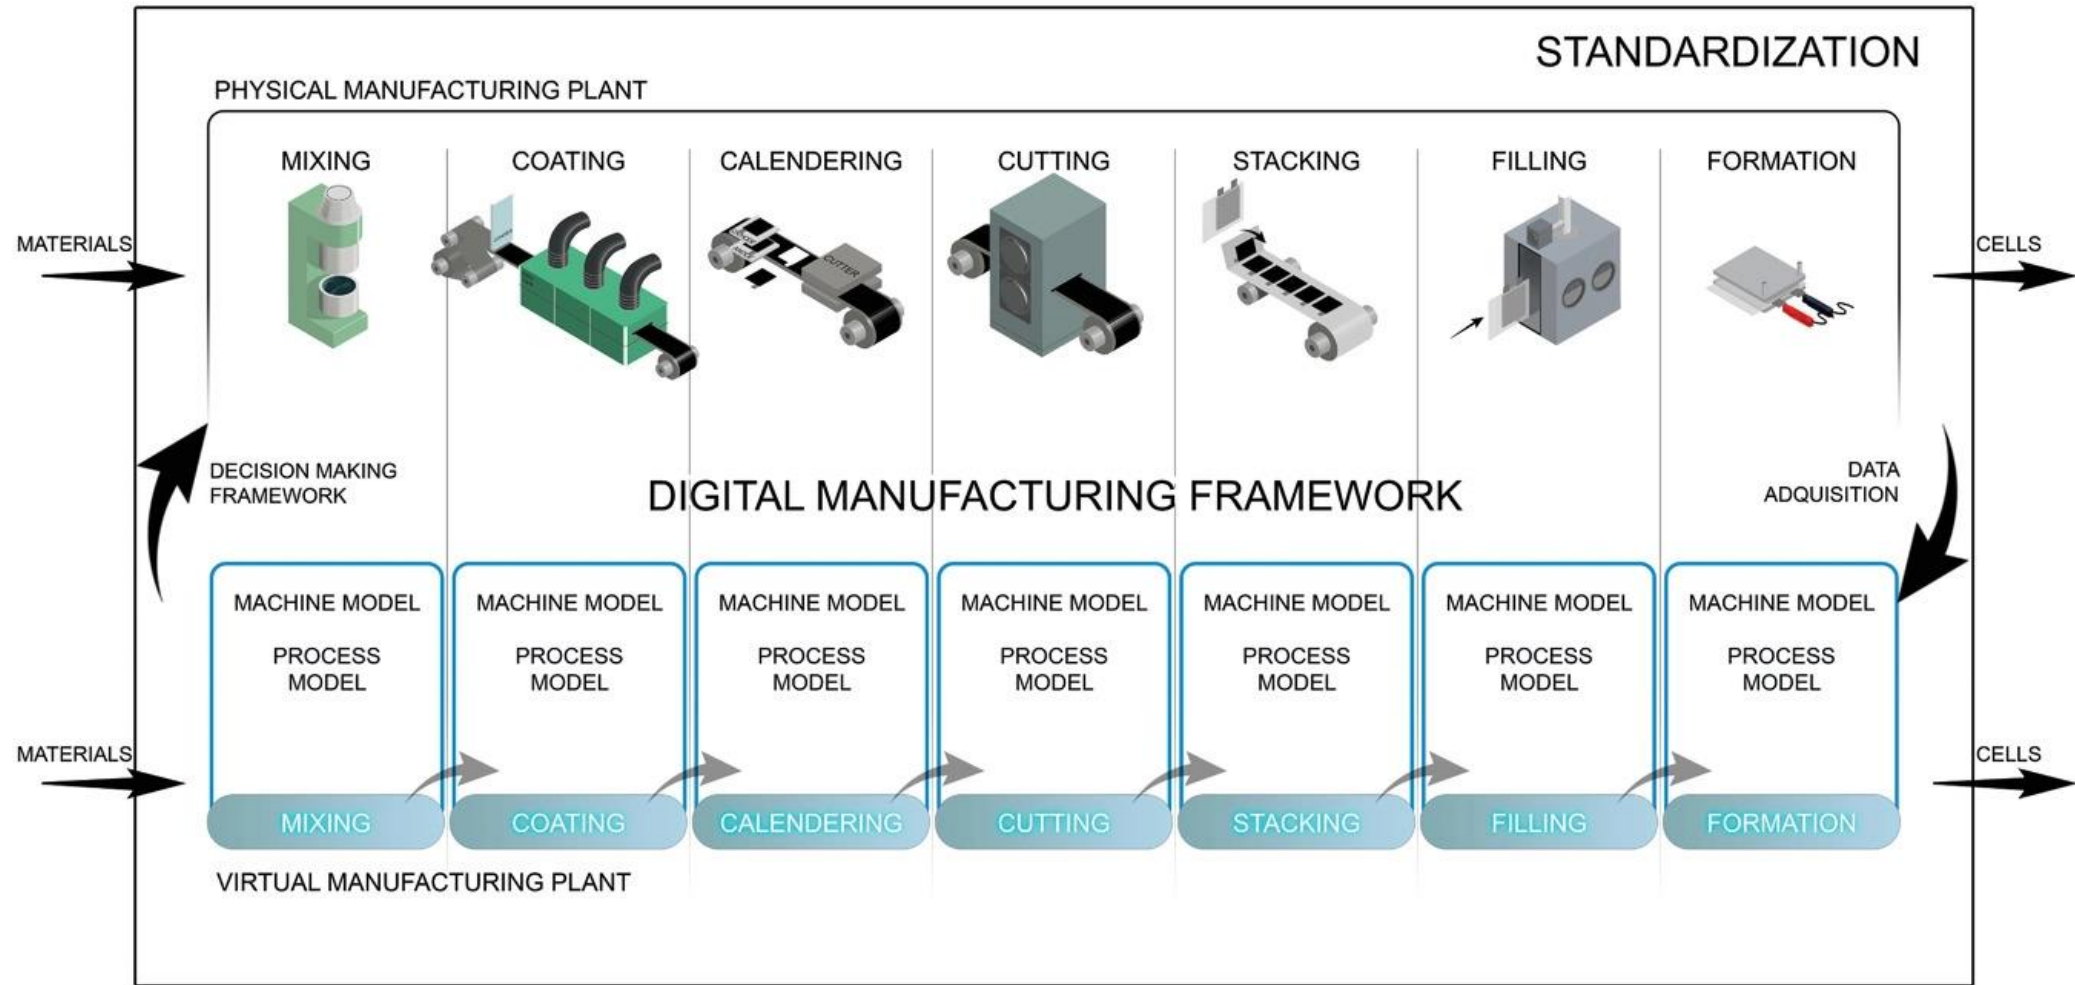 STANDARDIZATION
PHYSICAL MANUFACTURING PLANT
MIXING
COATING
CALENDERING
CUTTING
STACKING
FILLING
FORMATION
MATERIALS
CELLS
CUTTER
DECISION MAKING
FRAMEWORK
DIGITAL MANUFACTURING FRAMEWORK
DATA
ADQUISITION
MACHINE MODEL
PROCESS
MODEL
MACHINE MODEL
PROCESS
MODEL
MACHINE MODEL
PROCESS
MODEL
MACHINE MODEL
PROCESS
MODEL
MACHINE MODEL
PROCESS
MODEL
MACHINE MODEL
PROCESS
MODEL
MACHINE MODEL
PROCESS
MODEL
MATERIALS
CELLS
MIXING
COATING
CALENDERING
CUTTING
STACKING
FILLING
FORMATION
VIRTUAL MANUFACTURING PLANT